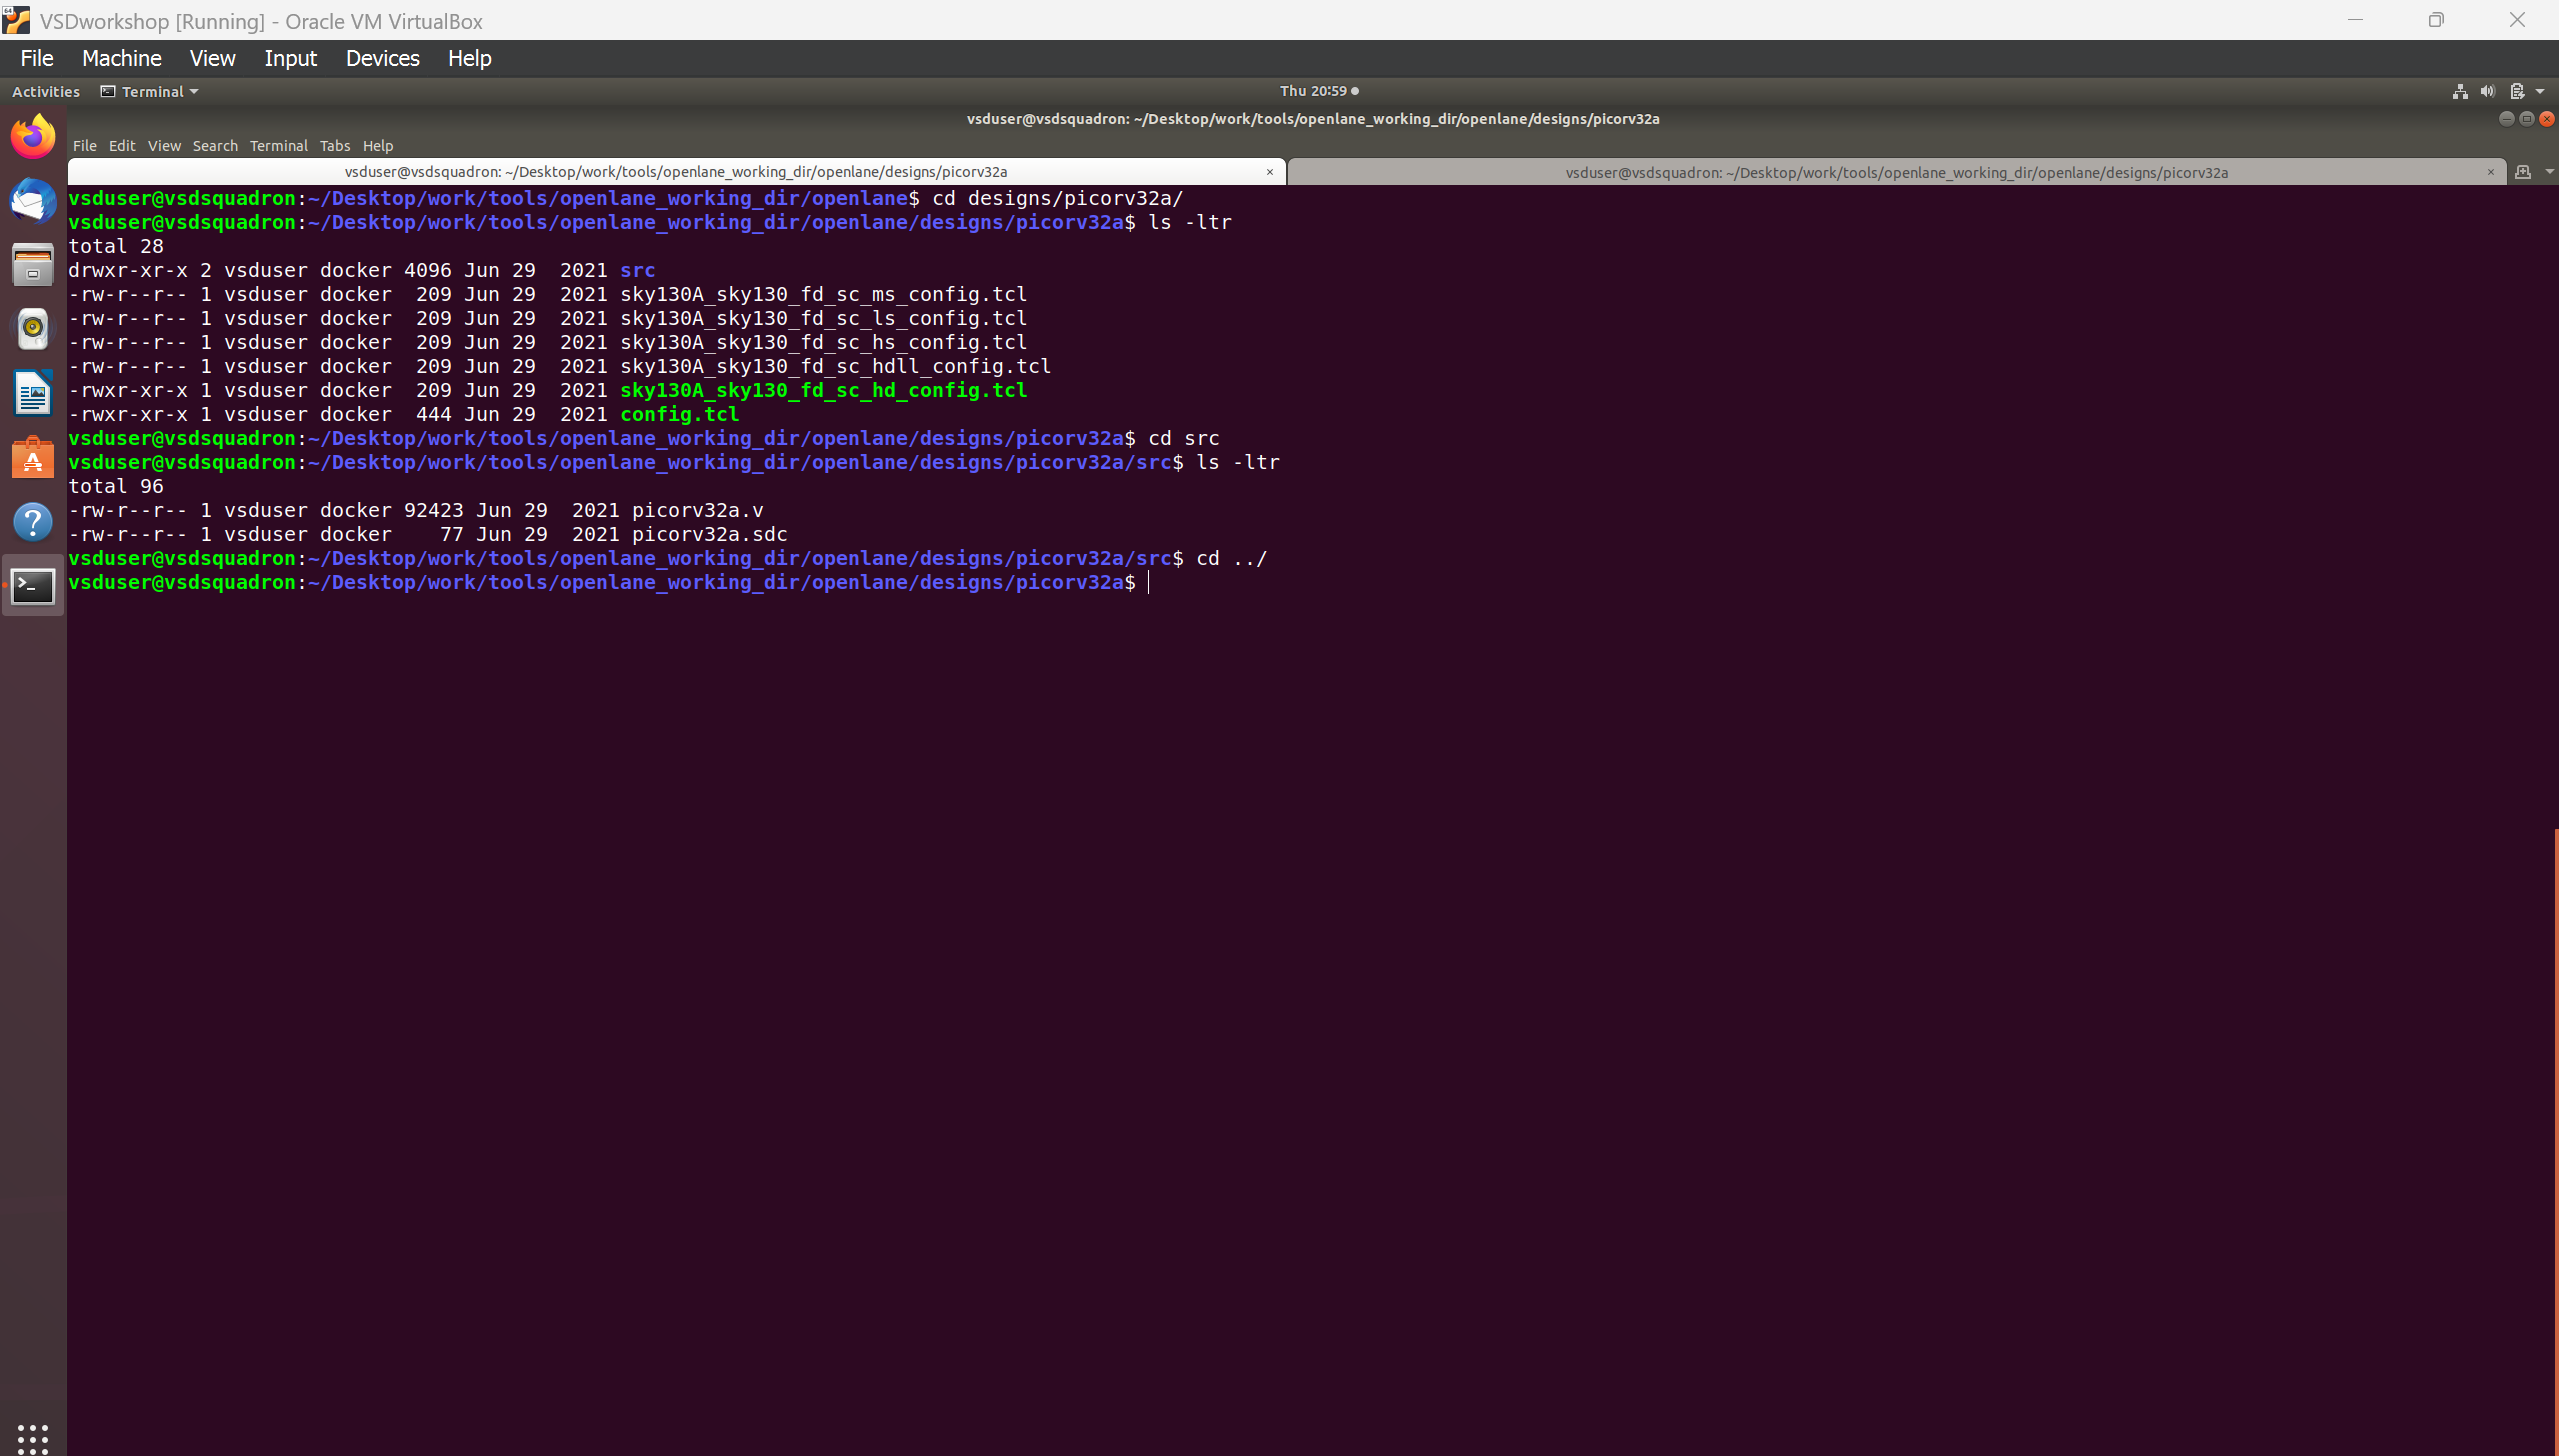 64
VSDworkshop [Running] - Oracle VM VirtualBox
File Machine View Input Devices Help
Activities Terminal Thu 20:59
vsduser@vsdsquadron: ~/Desktop/work/tools/openlane_working_dir/openlane/designs/picorv32a
File Edit View Search Terminal Tabs Help
vsduser@vsdsquadron: ~/Desktop/work/tools/openlane_working_dir/openlane/designs/picorv32a × vsduser@vsdsquadron: ~/Desktop/work/tools/openlane_working_dir/openlane/designs/picorv32a ×
vsduser@vsdsquadron:~/Desktop/work/tools/openlane_working_dir/openlane$ cd designs/picorv32a/
vsduser@vsdsquadron:~/Desktop/work/tools/openlane_working_dir/openlane/designs/picorv32a$ ls -ltr
total 28
drwxr-xr-x 2 vsduser docker 4096 Jun 29  2021 src
-rw-r--r-- 1 vsduser docker  209 Jun 29  2021 sky130A_sky130_fd_sc_ms_config.tcl
-rw-r--r-- 1 vsduser docker  209 Jun 29  2021 sky130A_sky130_fd_sc_ls_config.tcl
-rw-r--r-- 1 vsduser docker  209 Jun 29  2021 sky130A_sky130_fd_sc_hs_config.tcl
-rw-r--r-- 1 vsduser docker  209 Jun 29  2021 sky130A_sky130_fd_sc_hdll_config.tcl
-rwxr-xr-x 1 vsduser docker  209 Jun 29  2021 sky130A_sky130_fd_sc_hd_config.tcl
-rwxr-xr-x 1 vsduser docker  444 Jun 29  2021 config.tcl
vsduser@vsdsquadron:~/Desktop/work/tools/openlane_working_dir/openlane/designs/picorv32a$ cd src
vsduser@vsdsquadron:~/Desktop/work/tools/openlane_working_dir/openlane/designs/picorv32a/src$ ls -ltr
total 96
-rw-r--r-- 1 vsduser docker 92423 Jun 29  2021 picorv32a.v
-rw-r--r-- 1 vsduser docker    77 Jun 29  2021 picorv32a.sdc
vsduser@vsdsquadron:~/Desktop/work/tools/openlane_working_dir/openlane/designs/picorv32a/src$ cd ../
vsduser@vsdsquadron:~/Desktop/work/tools/openlane_working_dir/openlane/designs/picorv32a$